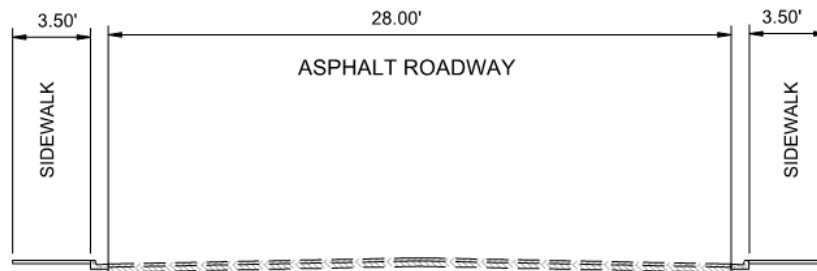 3.50'
28.00'
3.50'
ASPHALT ROADWAY
SIDEWALK
SIDEWALK